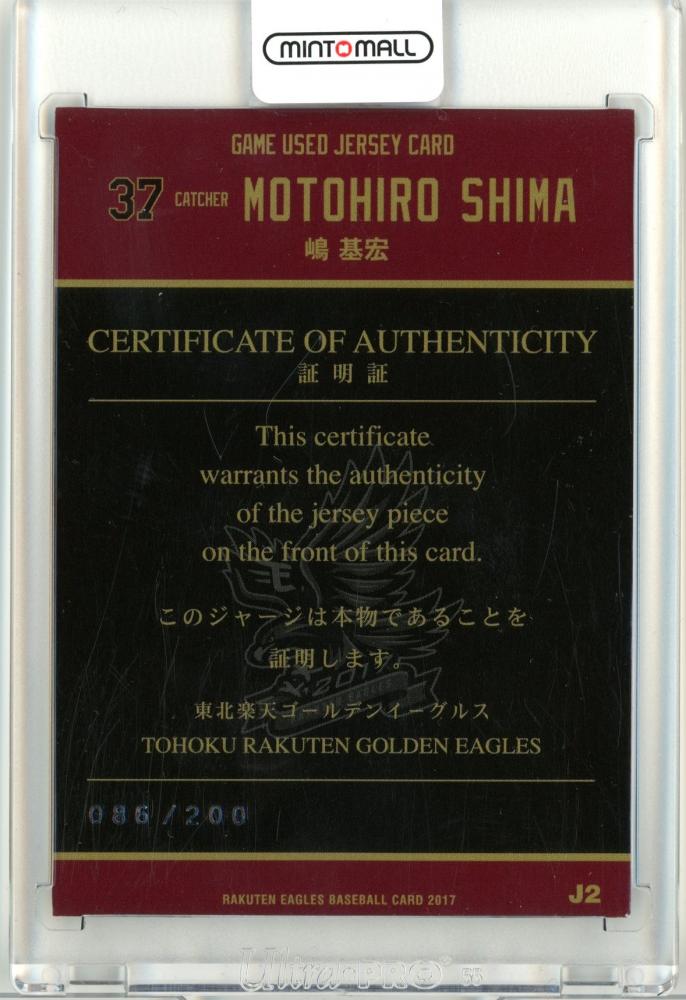 MINTOMALL
GAME USED JERSEY CARD
37 CATCHER MOTOHIRO SHIMA
嶋 基宏
CERTIFICATE OF AUTHENTICITY
証明証
This certificate
warrants the authenticity
of the jersey piece
on the front of this card.
このジャージは本物であることを
証明します。
東北楽天ゴールデンイーグルス
TOHOKU RAKUTEN GOLDEN EAGLES
086/200
RAKUTEN EAGLES BASEBALL CARD 2017
J2
Ultra·PRO® 55